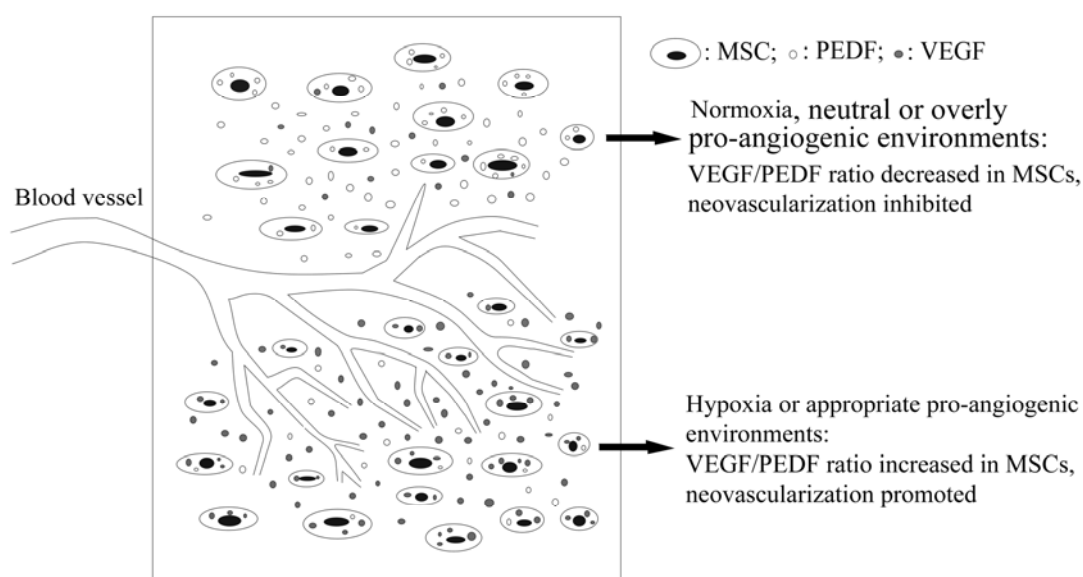 : MSC; : PEDF; : VEGF
Normoxia, neutral or overly
pro-angiogenic environments:
VEGF/PEDF ratio decreased in MSCs,
neovascularization inhibited
Blood vessel
Hypoxia or appropriate pro-angiogenic
environments:
VEGF/PEDF ratio increased in MSCs,
neovascularization promoted